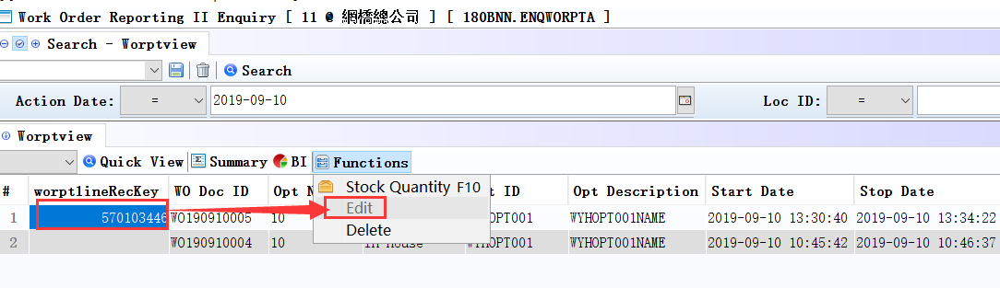 Work Order Reporting II Enquiry [ 11 @ 網橋總公司 ] [ 180BNN.ENQWORPTA ]
Search - Worptview
Search
Action Date: = 2019-09-10 Loc ID: =
Worptview
Quick View Summary BI Functions
# worptlineRecKey WO Doc ID Opt N t ID Opt Description Start Date Stop Date
Stock Quantity F10
Edit
Delete
1 570103446 WO190910005 10 HOPT001 WYHOPT001NAME 2019-09-10 13:30:40 2019-09-10 13:34:22
2 WO190910004 10 In House WYHOPT001 WYHOPT001NAME 2019-09-10 10:45:42 2019-09-10 10:46:37